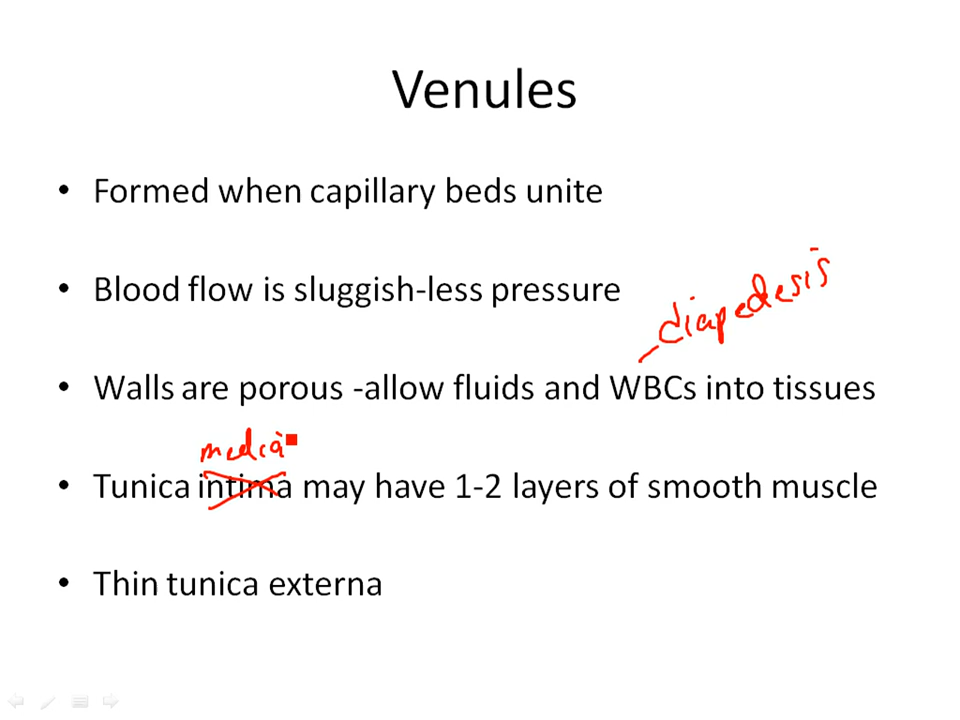 Venules
• Formed when capillary beds unite
• Blood flow is sluggish-less pressure
diapedesis
• Walls are porous -allow fluids and WBCs into tissues
media
• Tunica intima may have 1-2 layers of smooth muscle
• Thin tunica externa